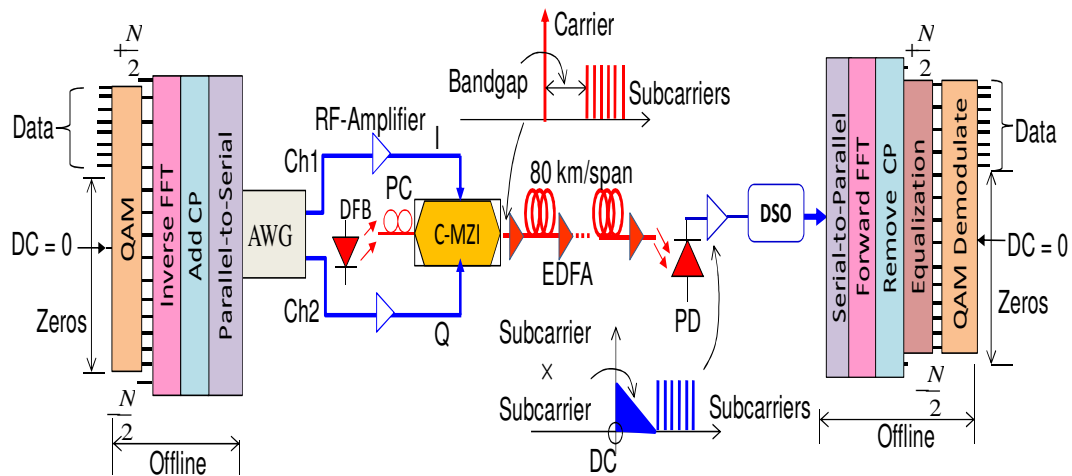 +N/2
Data
DC = 0
Zeros
-N/2
QAM
Inverse FFT
Add CP
Parallel-to-Serial
Offline
AWG
Ch1
Ch2
RF-Amplifier
I
Q
DFB
PC
C-MZI
Carrier
Bandgap
Subcarriers
80 km/span
EDFA
PD
Subcarrier
×
Subcarrier
Subcarriers
DC
DSO
Serial-to-Parallel
Forward FFT
Remove CP
Equalization
QAM Demodulate
+N/2
Data
DC = 0
Zeros
-N/2
Offline